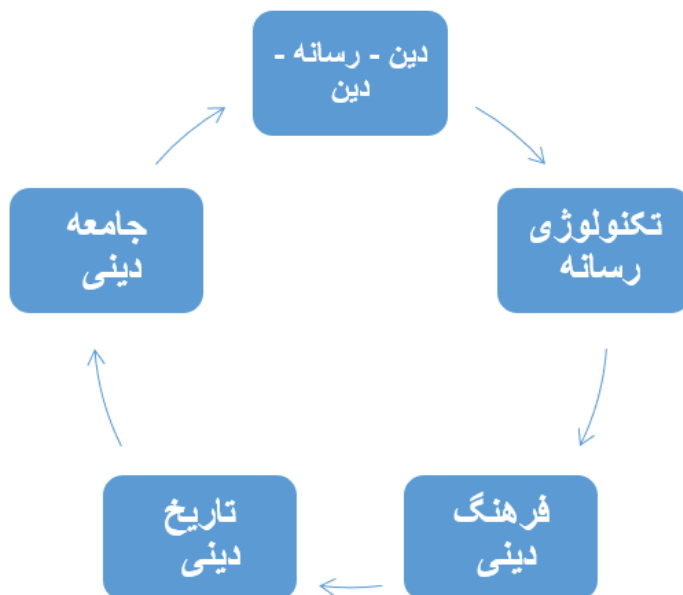 دین - رسانه -
دین
تکنولوژی
رسانه
فرهنگ
دینی
تاریخ
دینی
جامعه
دینی